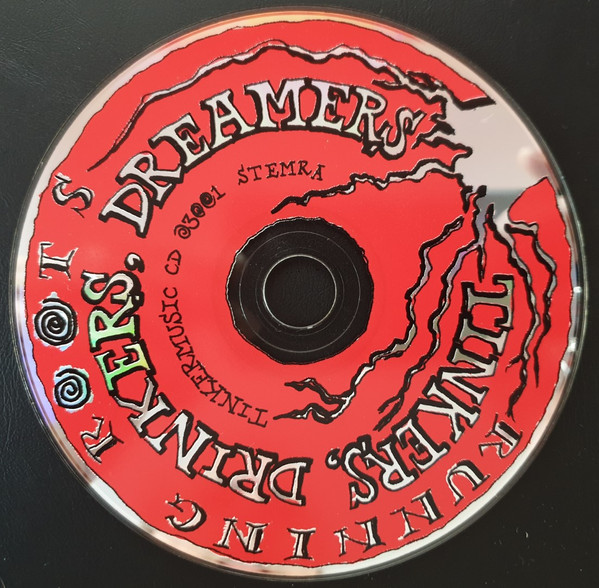 TINKERS, DRINKERS, DREAMERS
RUNNING ROOTS
TINKERMUSIC CD 03001 STEMRA